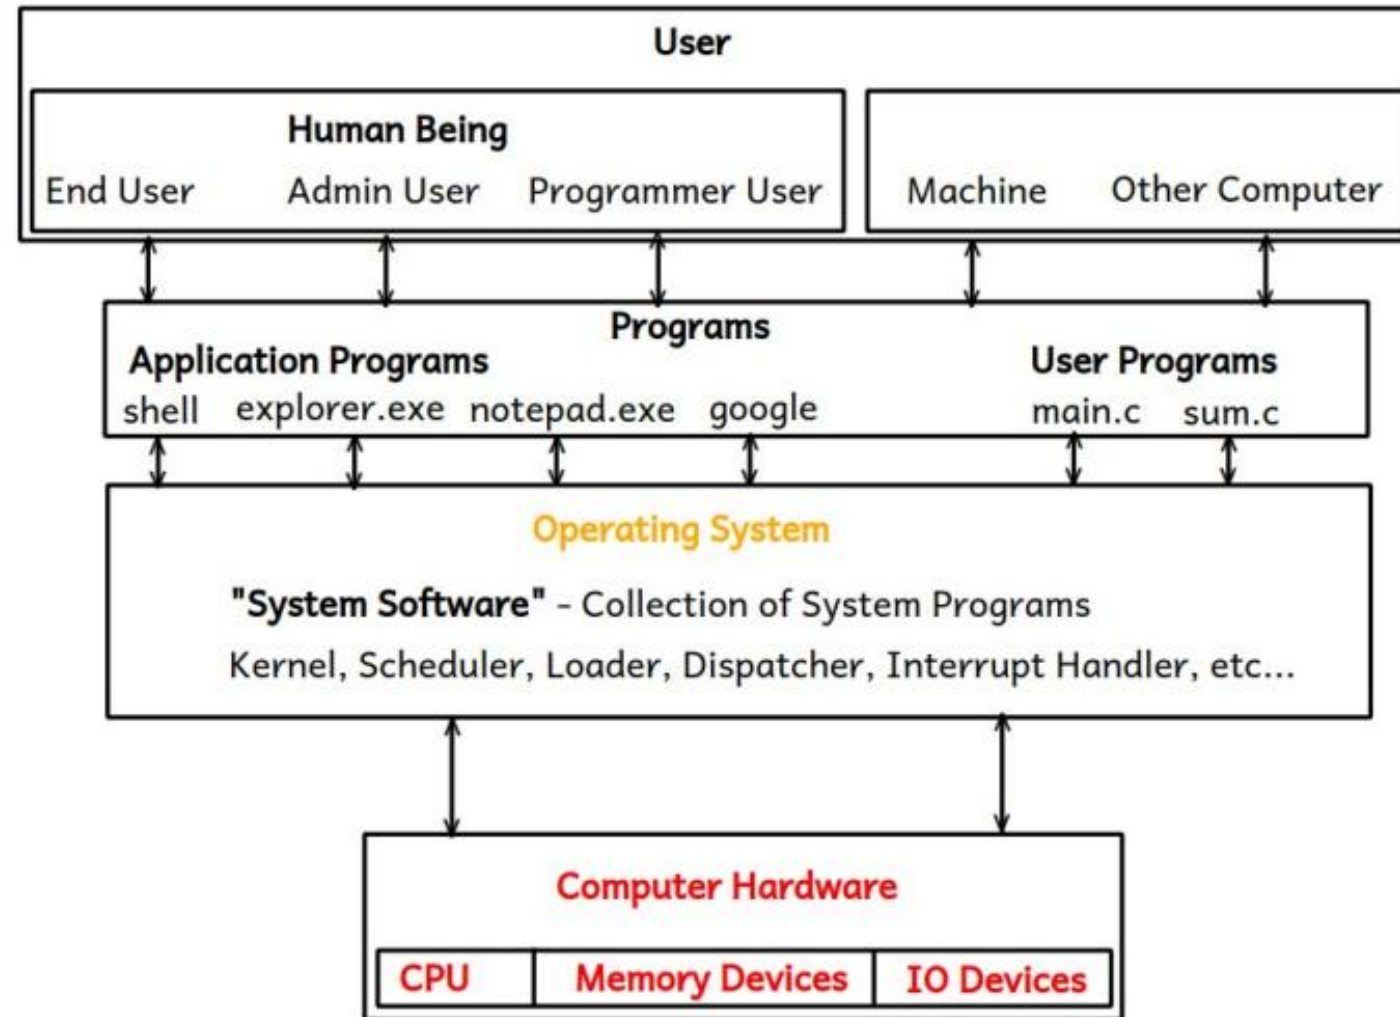 User
Human Being
End User Admin User Programmer User
Machine Other Computer
Programs
Application Programs User Programs
shell explorer.exe notepad.exe google main.c sum.c
Operating System
"System Software" - Collection of System Programs
Kernel, Scheduler, Loader, Dispatcher, Interrupt Handler, etc...
Computer Hardware
CPU Memory Devices IO Devices